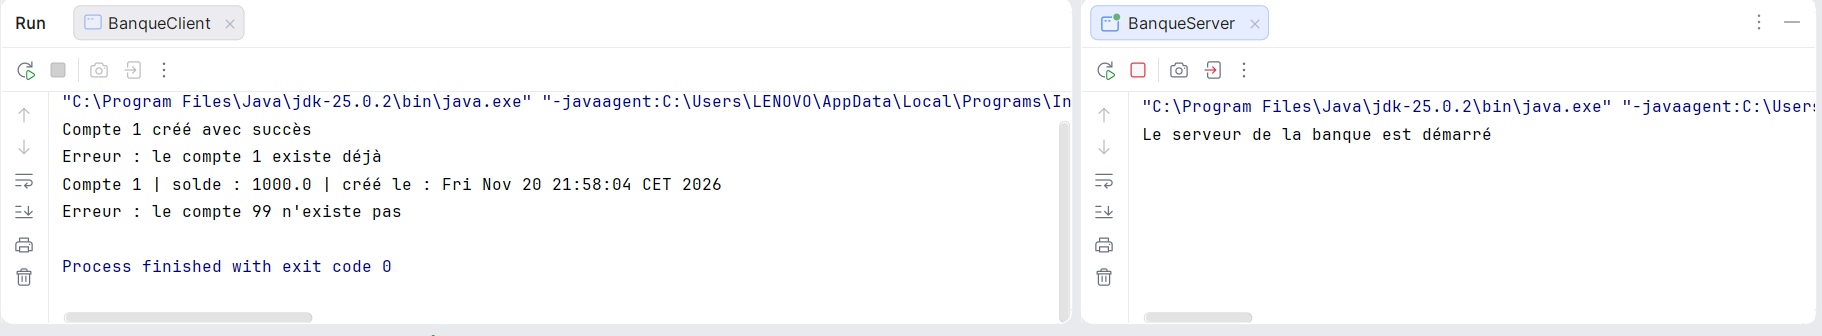 Run BanqueClient
"C:\Program Files\Java\jdk-25.0.2\bin\java.exe" "-javaagent:C:\Users\LENOVO\AppData\Local\Programs\In
Compte 1 créé avec succès
Erreur : le compte 1 existe déjà
Compte 1 | solde : 1000.0 | créé le : Fri Nov 20 21:58:04 CET 2026
Erreur : le compte 99 n'existe pas
Process finished with exit code 0
BanqueServer
"C:\Program Files\Java\jdk-25.0.2\bin\java.exe" "-javaagent:C:\Users
Le serveur de la banque est démarré